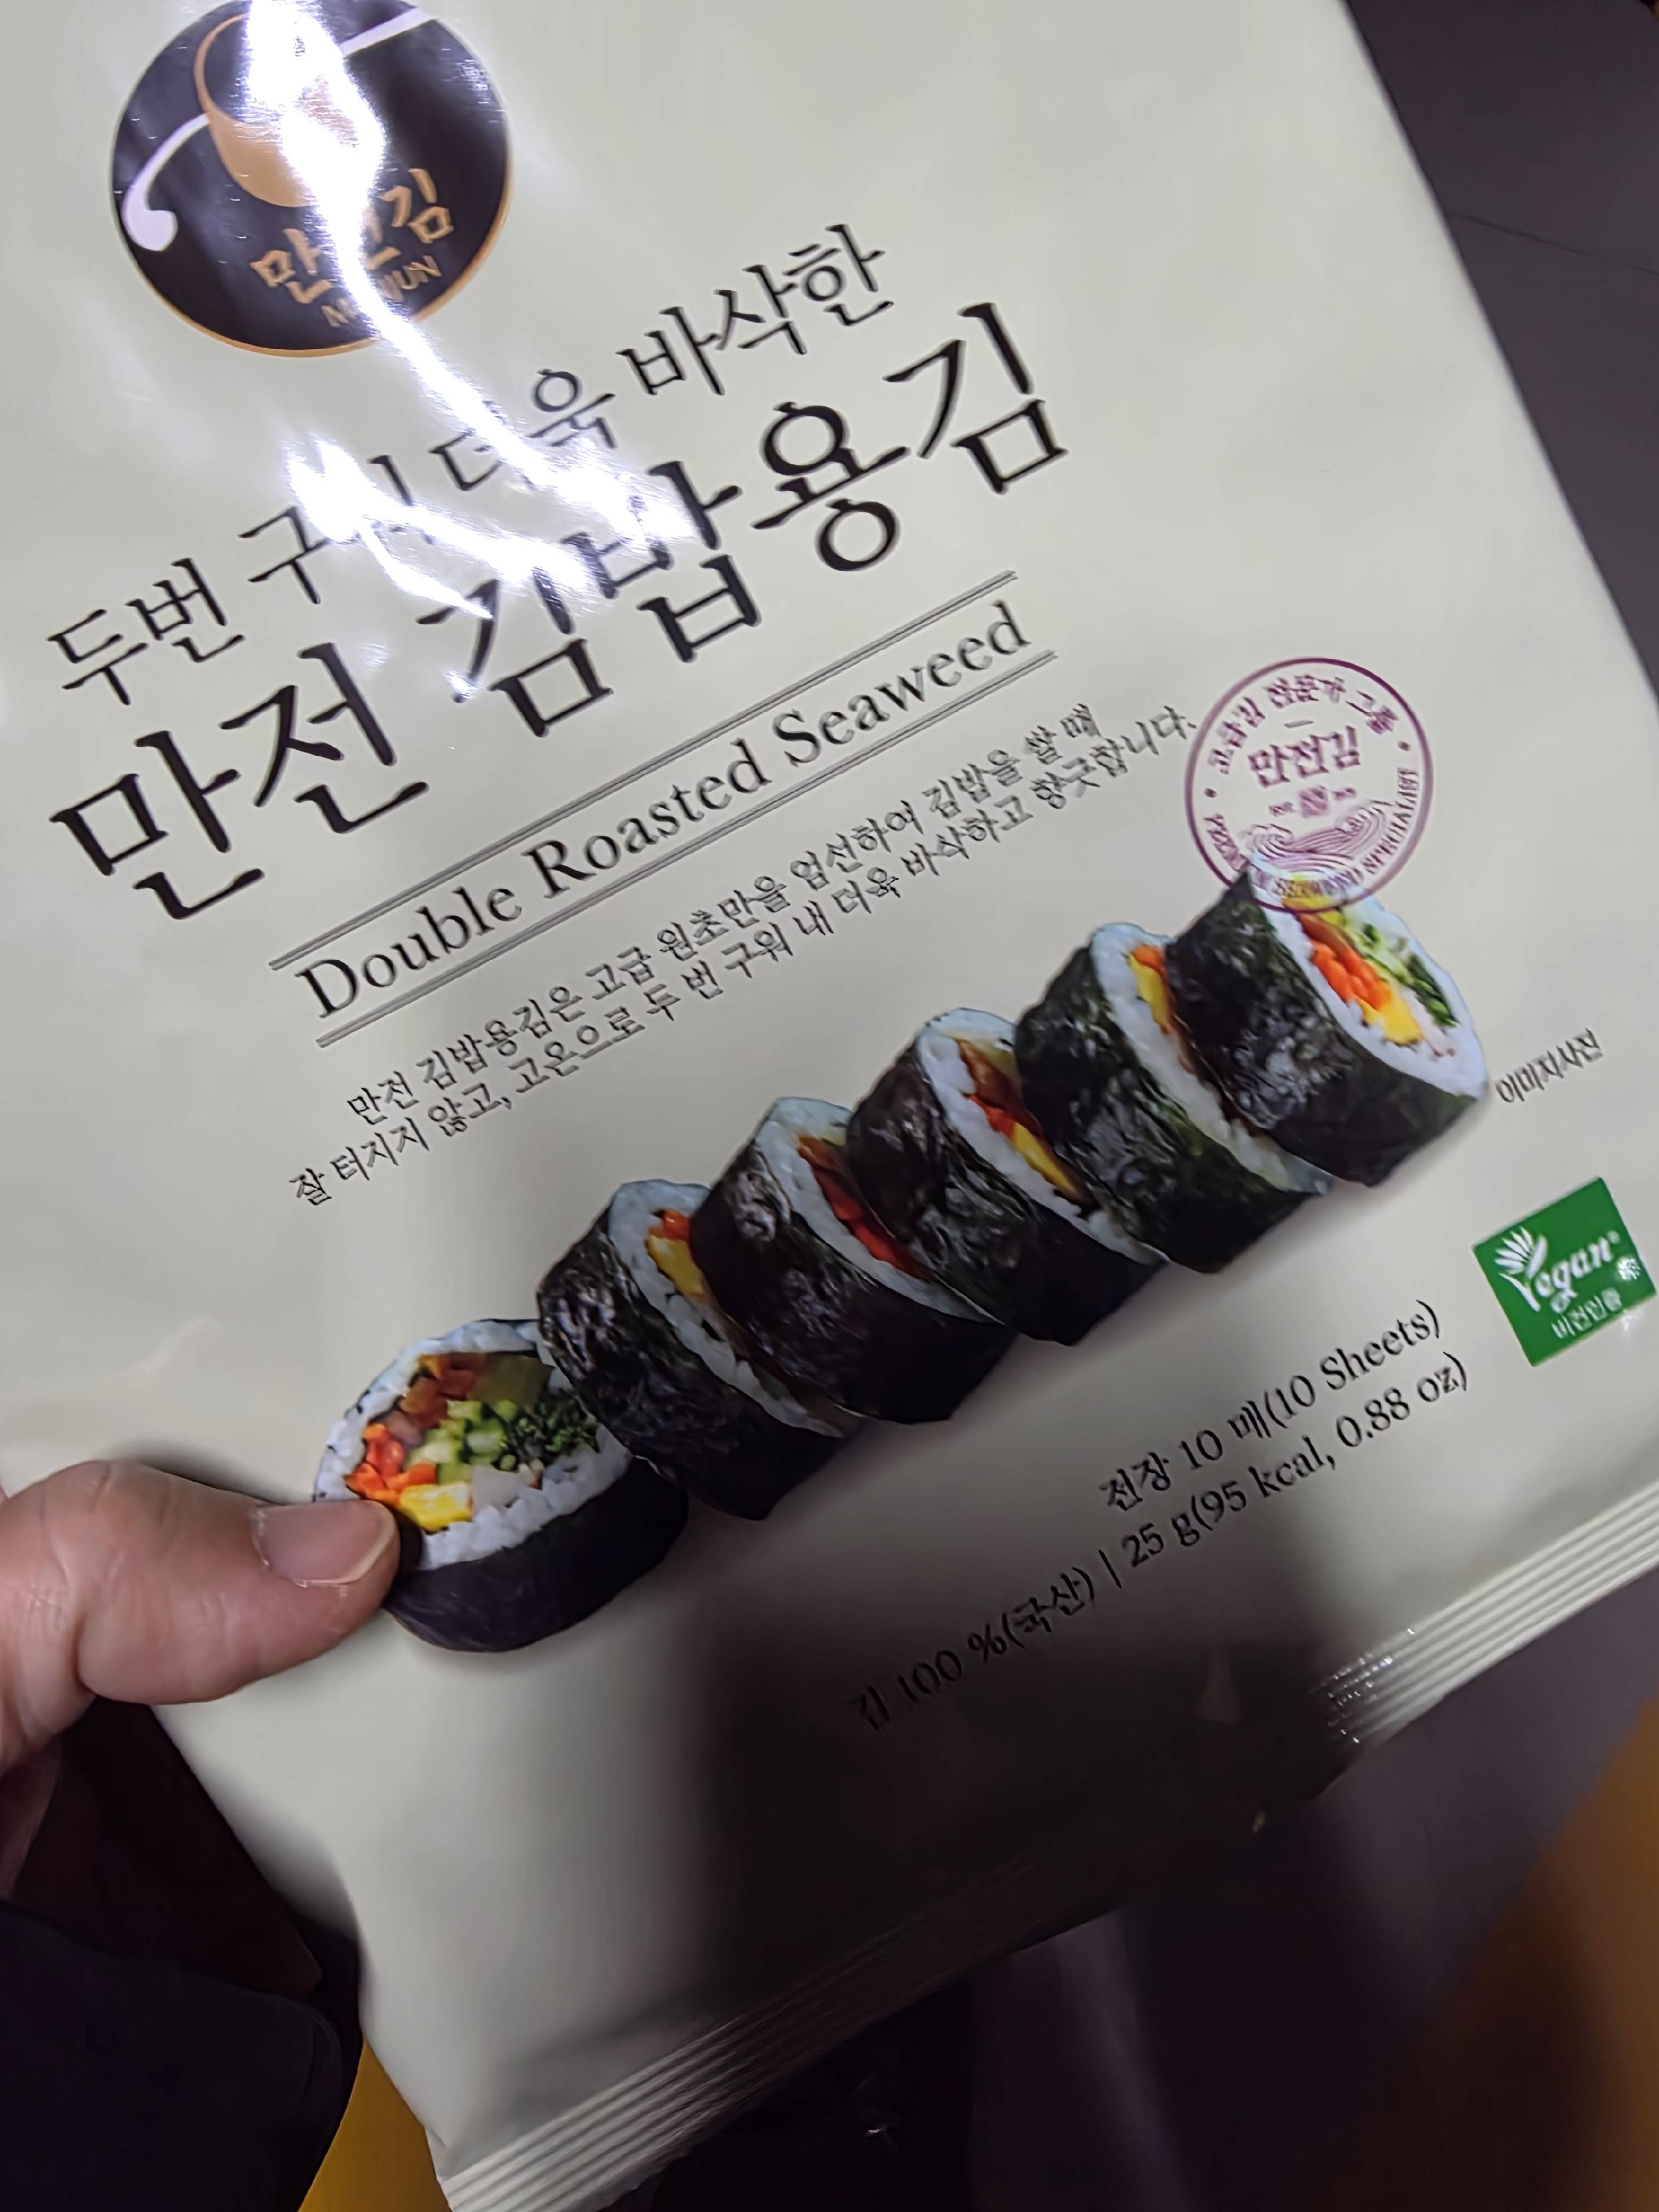 만전김
두번 구워 더욱 바삭한
만전 김밥용김
Double Roasted Seaweed
만전 김밥용김은 고급 원초만을 엄선하여 김밥을 쌀 때
잘 터지지 않고, 고온으로 두 번 구워 내 더욱 바삭하고 향긋합니다.
만전김
이미지사진
Vegan
비건인증
전장 10 매(10 Sheets)
김 100 %(국산) | 25 g(95 kcal, 0.88 oz)